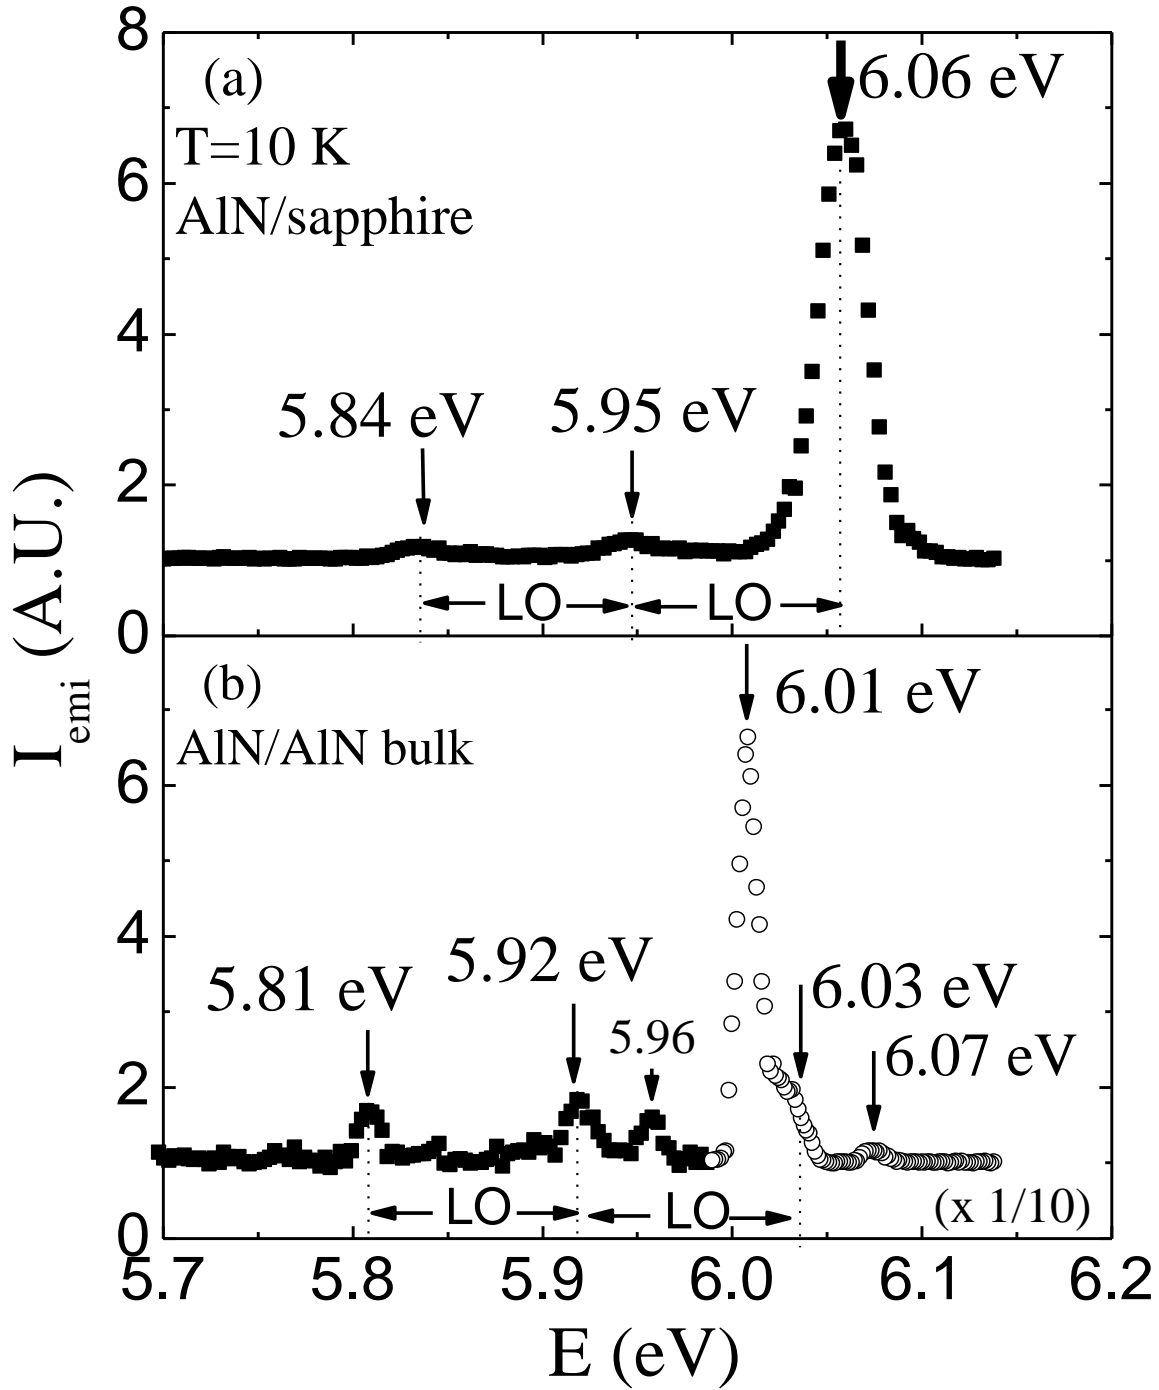 8
(a)
6.06 eV
T=10 K
6
AlN/sapphire
4
5.84 eV
5.95 eV
2
LO
LO
0
I_emi (A.U.)
(b)
6.01 eV
AlN/AlN bulk
6
4
5.81 eV
5.92 eV
5.96
6.03 eV
6.07 eV
2
LO
LO
(x 1/10)
0
5.7
5.8
5.9
6.0
6.1
6.2
E (eV)